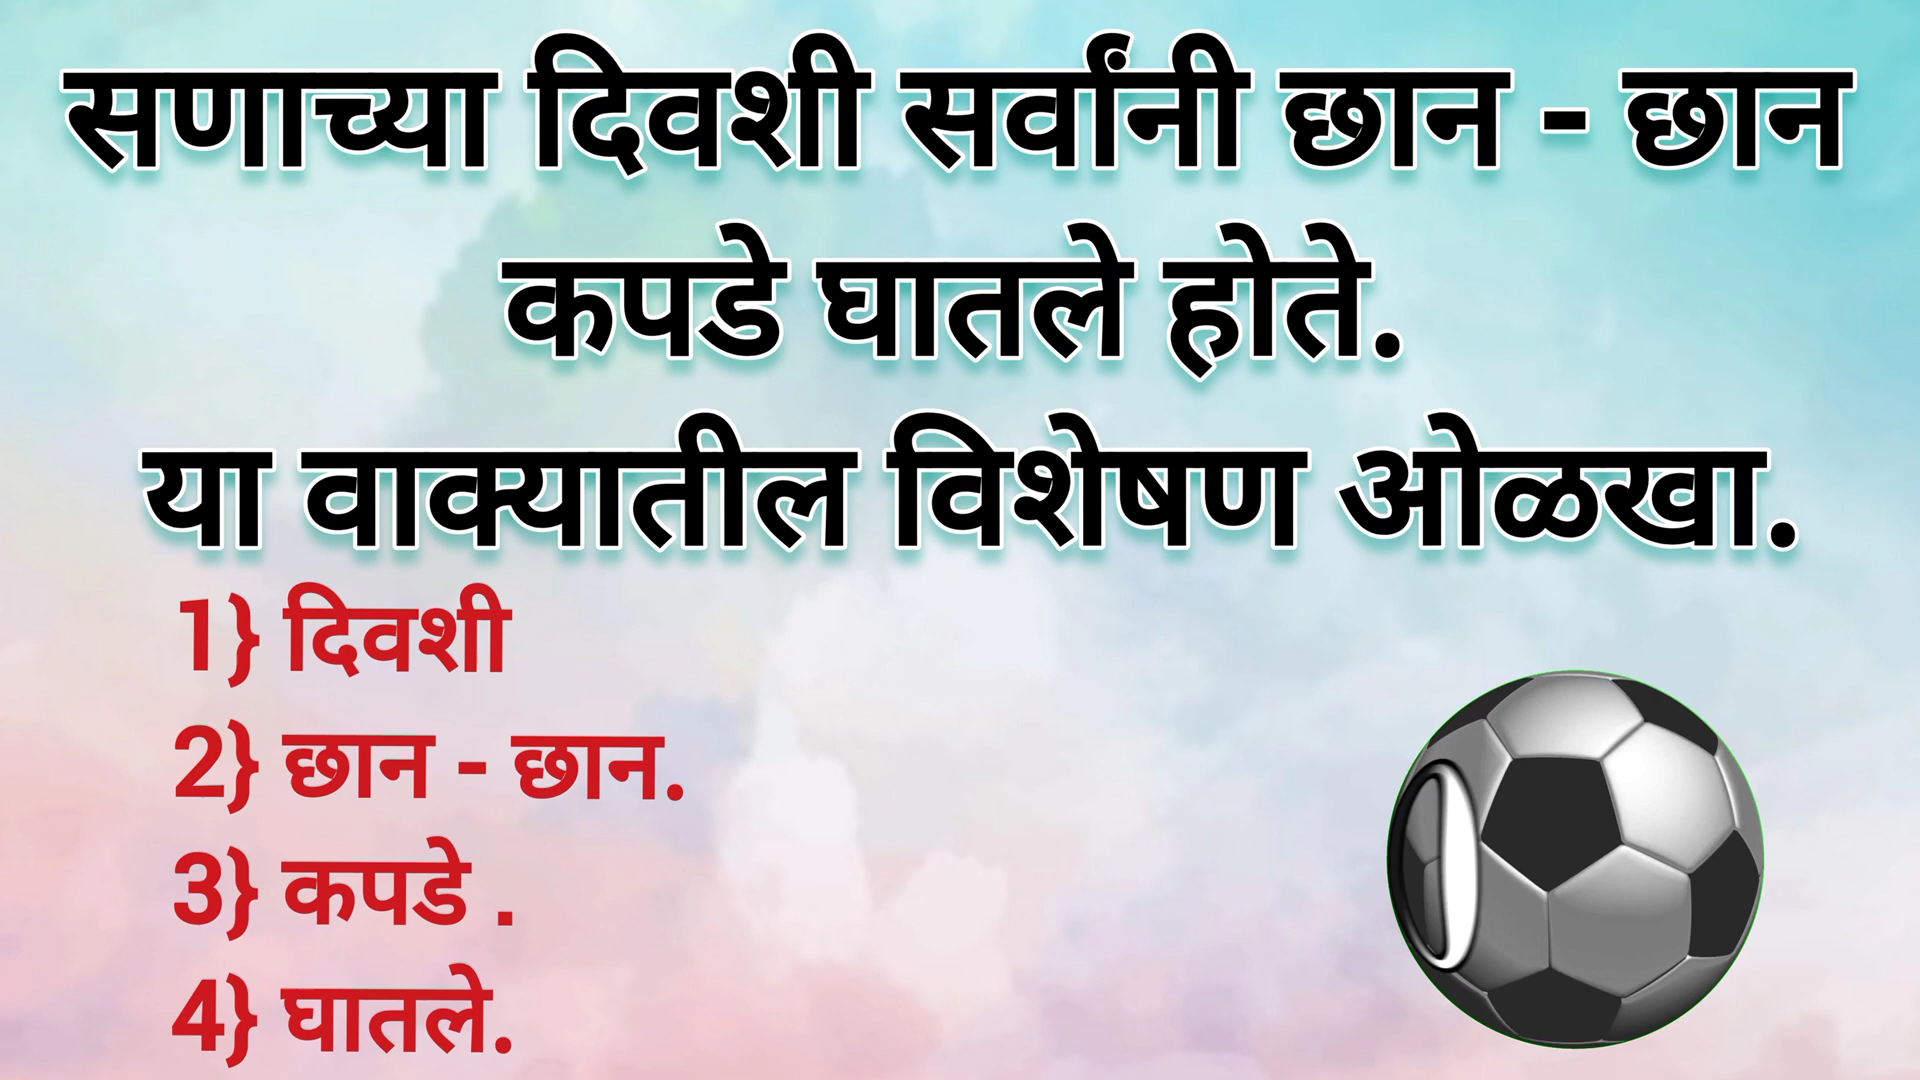 सणाच्या दिवशी सर्वांनी छान - छान
कपडे घातले होते.
या वाक्यातील विशेषण ओळखा.
1} दिवशी
2} छान - छान.
3} कपडे .
4} घातले.